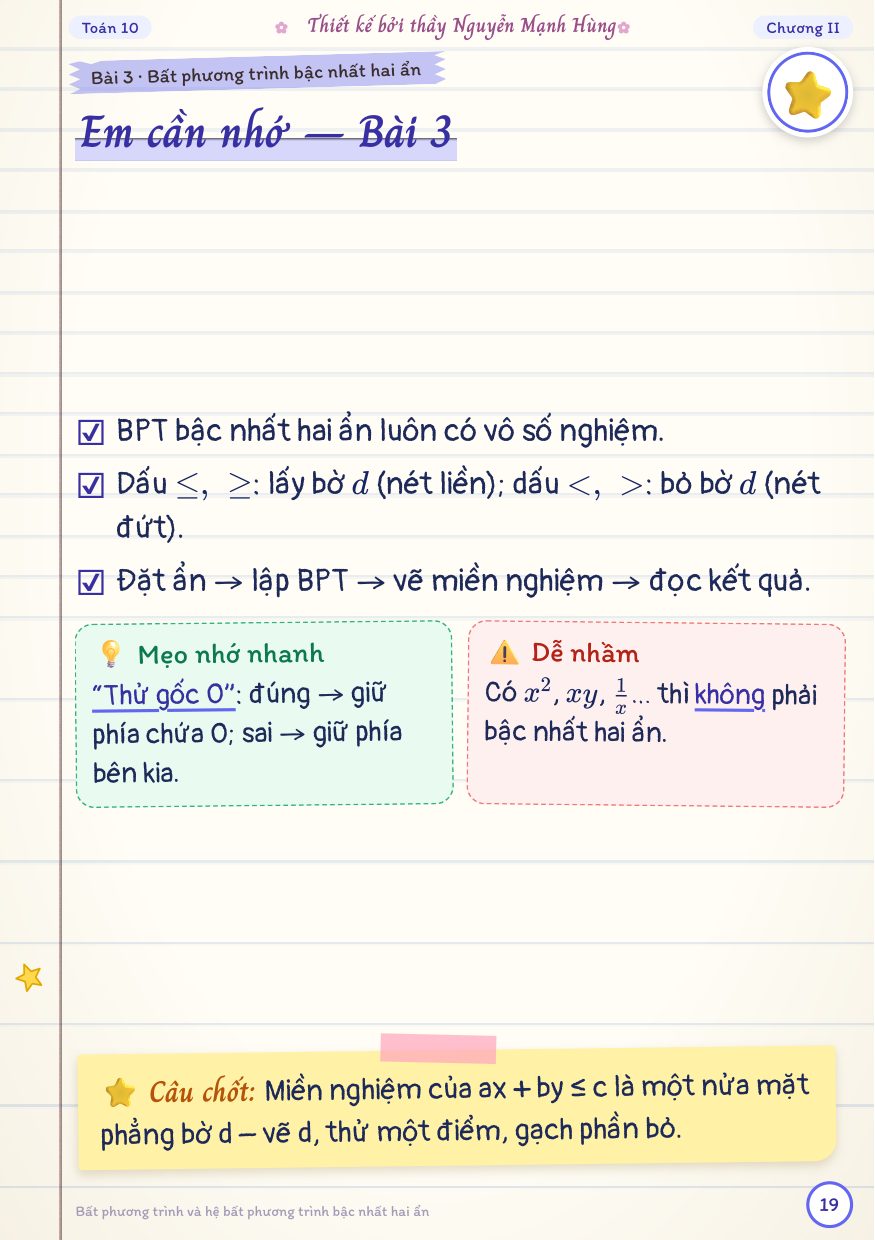 Toán 10
Thiết kế bởi thầy Nguyễn Mạnh Hùng
Chương II
Bài 3 · Bất phương trình bậc nhất hai ẩn
Em cần nhớ — Bài 3
☑ BPT bậc nhất hai ẩn luôn có vô số nghiệm.
☑ Dấu ≤, ≥: lấy bờ d (nét liền); dấu <, >: bỏ bờ d (nét
đứt).
☑ Đặt ẩn → lập BPT → vẽ miền nghiệm → đọc kết quả.
Mẹo nhớ nhanh
“Thử gốc O”: đúng → giữ
phía chứa O; sai → giữ phía
bên kia.
Dễ nhầm
Có x², xy, 1/x... thì không phải
bậc nhất hai ẩn.
Câu chốt: Miền nghiệm của ax + by ≤ c là một nửa mặt
phẳng bờ d – vẽ d, thử một điểm, gạch phần bỏ.
Bất phương trình và hệ bất phương trình bậc nhất hai ẩn
19